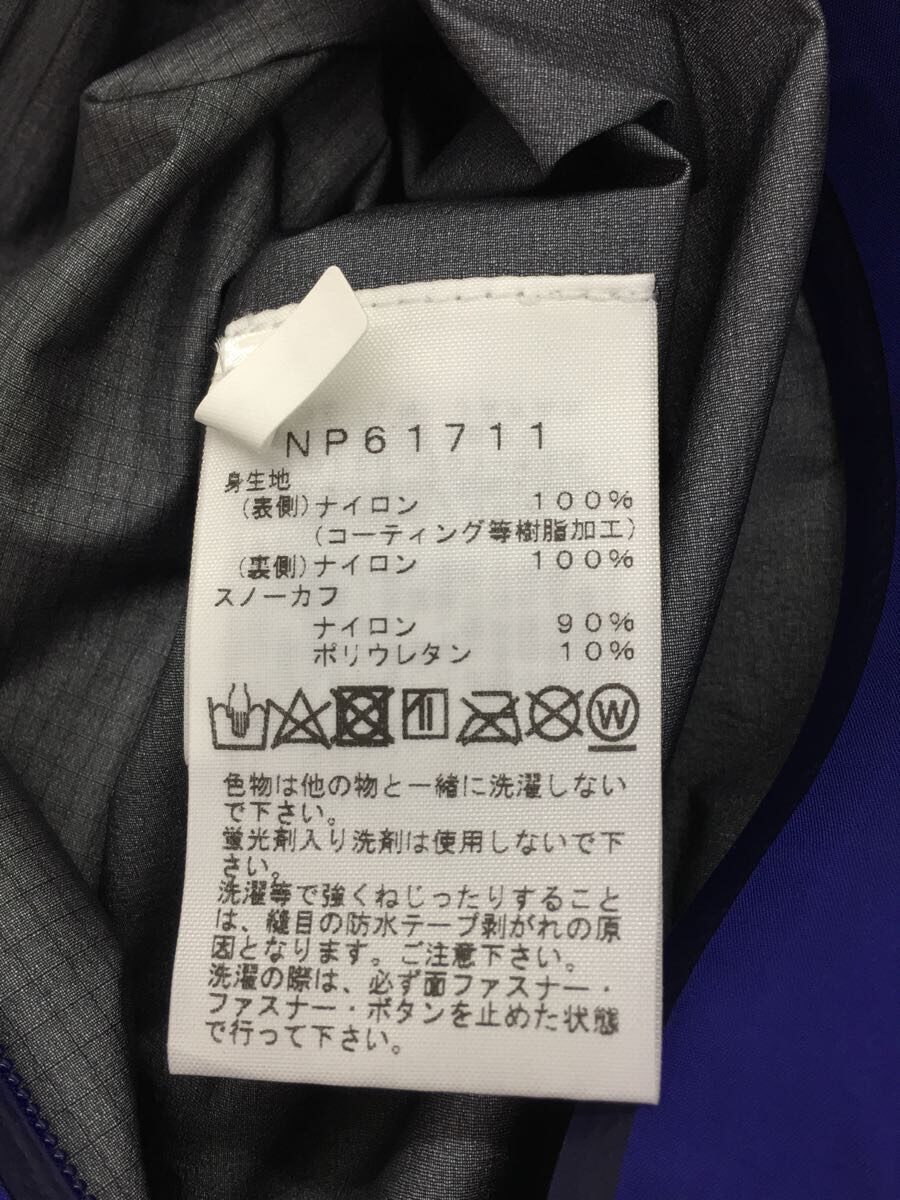 NP61711
身生地
(表側)ナイロン 100%
(コーティング等樹脂加工)
(裏側)ナイロン 100%
スノーカフ
ナイロン 90%
ポリウレタン 10%
W
色物は他の物と一緒に洗濯しない
で下さい。
蛍光剤入り洗剤は使用しないで下
さい。
洗濯等で強くねじったりすること
は、縫目の防水テープ剥がれの原
因となります。ご注意下さい。
洗濯の際は、必ず面ファスナー・
ファスナー・ボタンを止めた状態
で行って下さい。